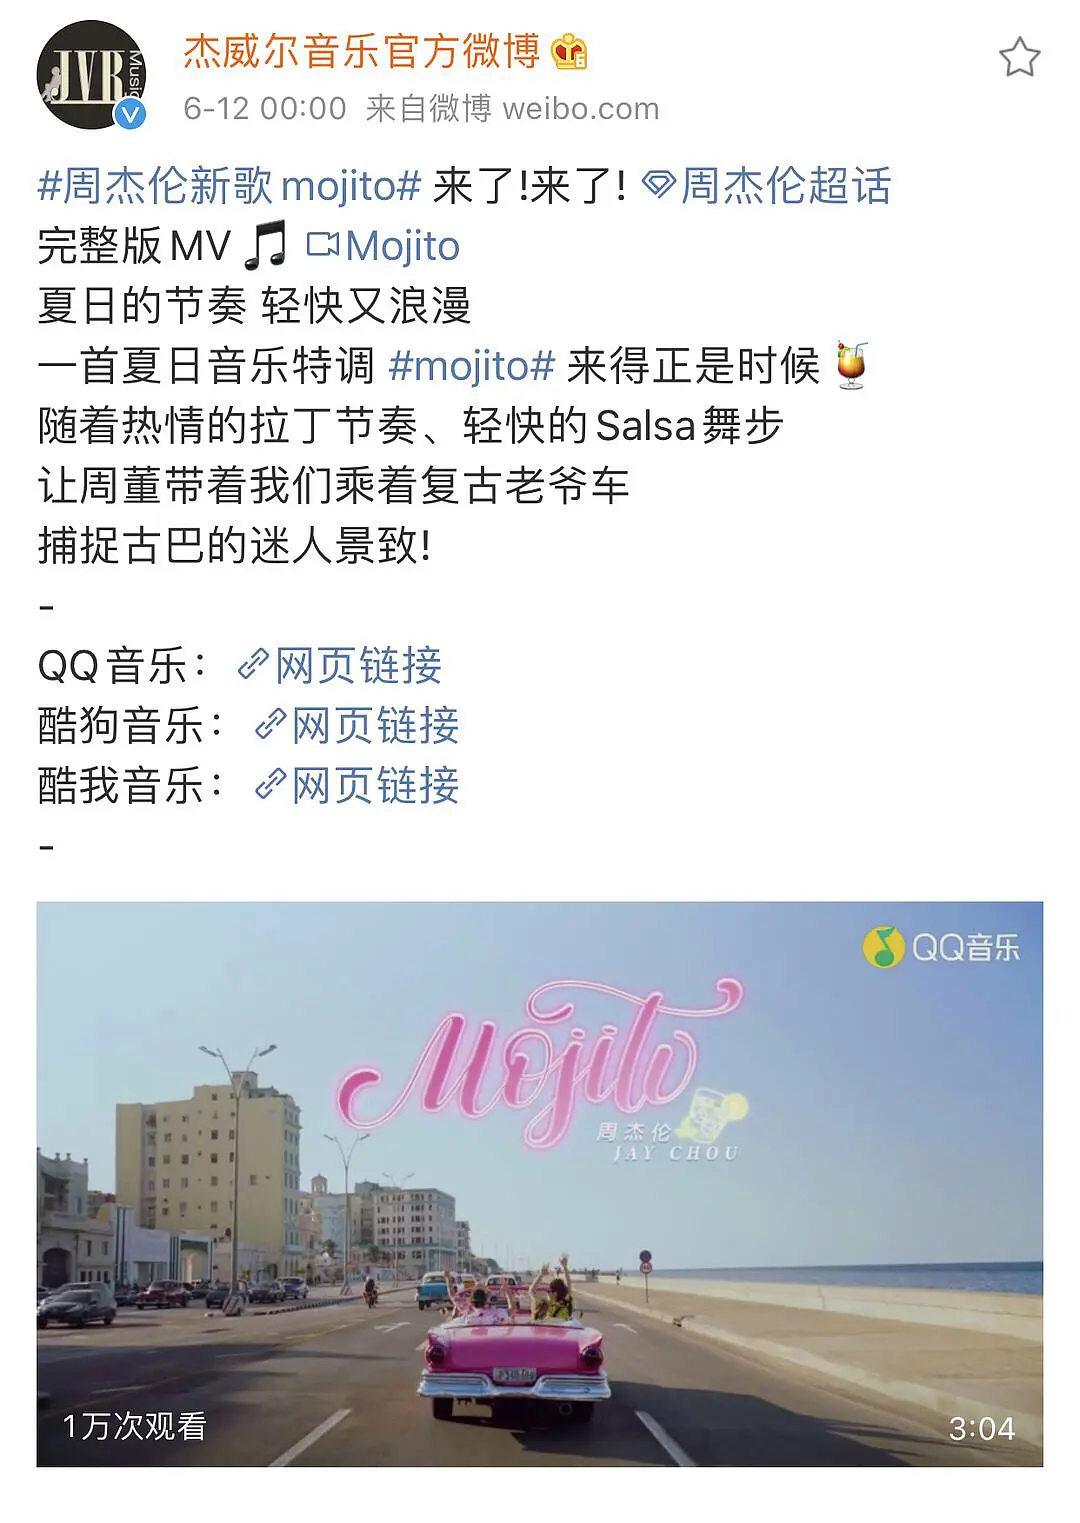 JVR Music
杰威尔音乐官方微博
6-12 00:00 来自微博 weibo.com
#周杰伦新歌mojito# 来了!来了! 周杰伦超话
完整版MV🎵 Mojito
夏日的节奏 轻快又浪漫
一首夏日音乐特调 #mojito# 来得正是时候🍹
随着热情的拉丁节奏、轻快的Salsa舞步
让周董带着我们乘着复古老爷车
捕捉古巴的迷人景致!
-
QQ音乐： 网页链接
酷狗音乐： 网页链接
酷我音乐： 网页链接
-
QQ音乐
Mojito
周杰伦
JAY CHOU
1万次观看
3:04